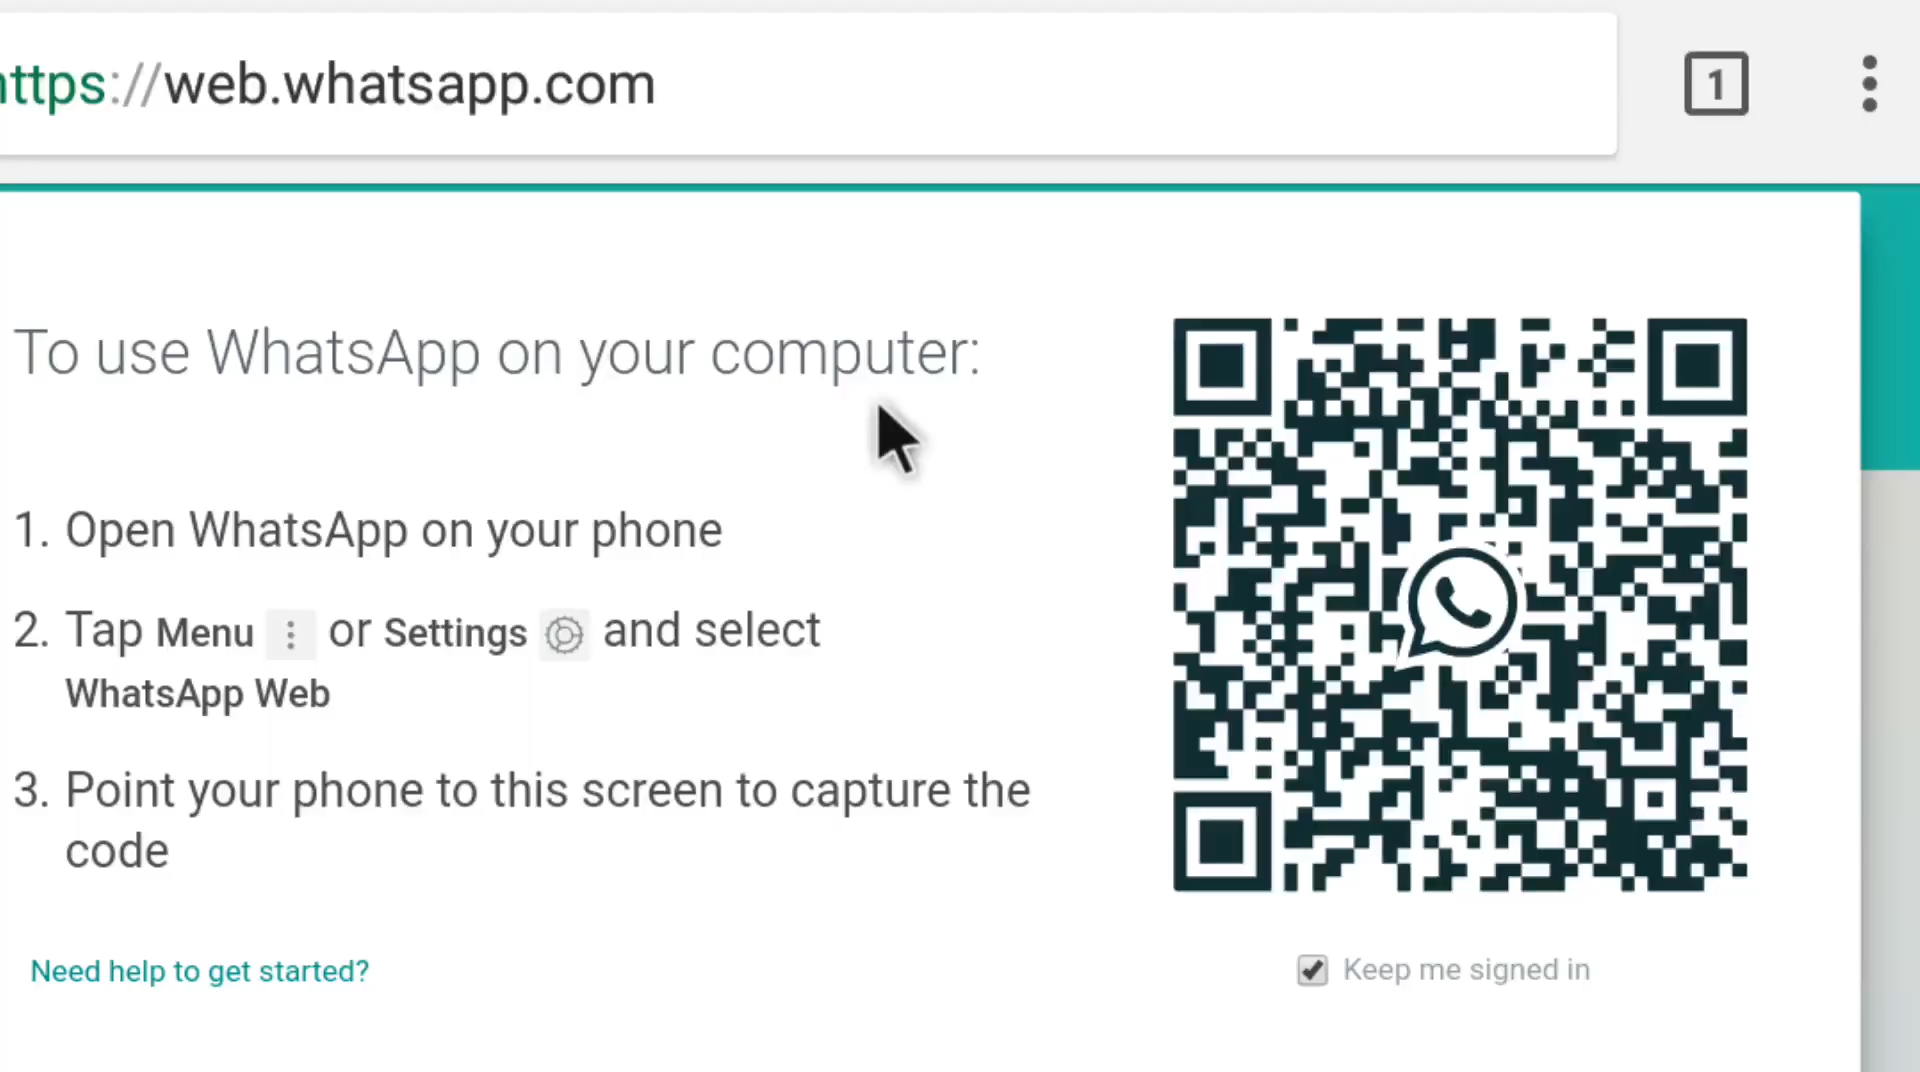 https://web.whatsapp.com
1
To use WhatsApp on your computer:
1. Open WhatsApp on your phone
2. Tap Menu or Settings and select
WhatsApp Web
3. Point your phone to this screen to capture the
code
Need help to get started?
Keep me signed in